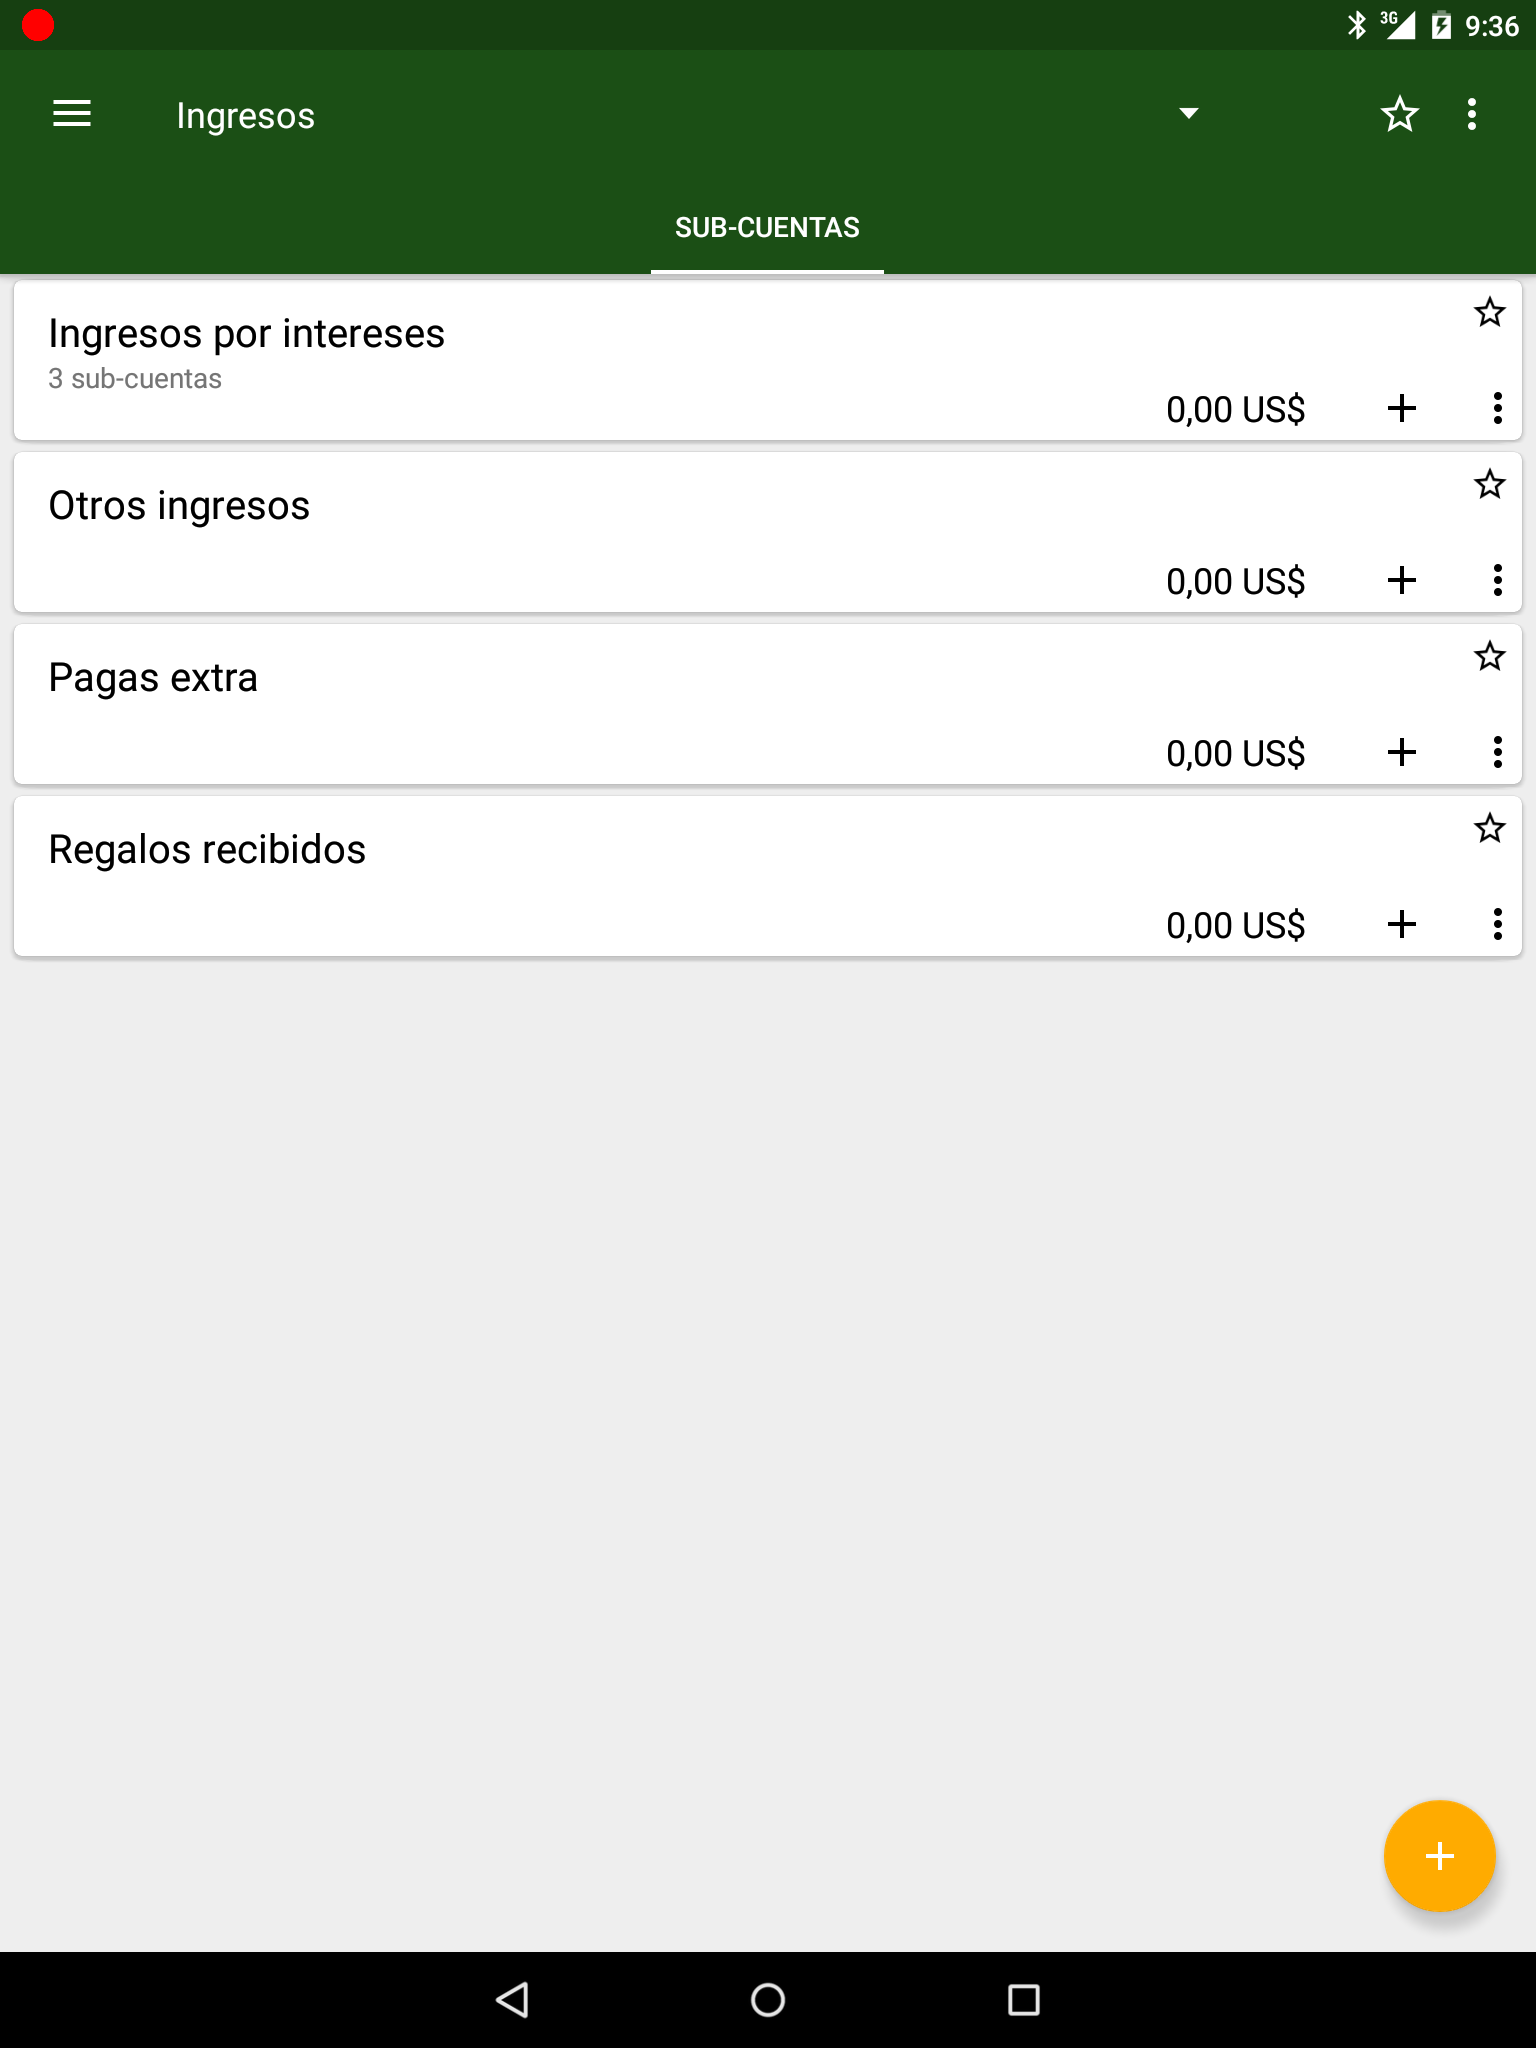 3G 9:36
Ingresos
SUB-CUENTAS
Ingresos por intereses
3 sub-cuentas
0,00 US$
Otros ingresos
0,00 US$
Pagas extra
0,00 US$
Regalos recibidos
0,00 US$